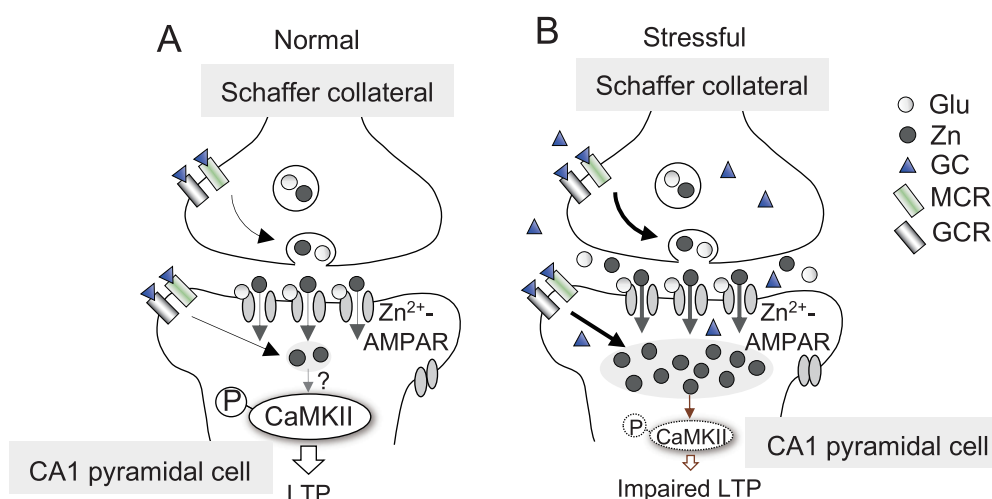 A
Normal
Schaffer collateral
Zn2+-
AMPAR
?
P
CaMKII
CA1 pyramidal cell
LTP
B
Stressful
Schaffer collateral
Zn2+-
AMPAR
P
CaMKII
CA1 pyramidal cell
Impaired LTP
Glu
Zn
GC
MCR
GCR